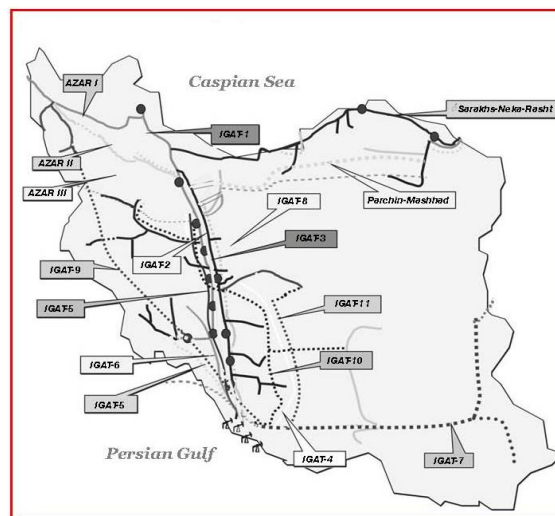 AZAR I
Caspian Sea
Sarakhs-Neka-Rasht
IGAT-1
AZAR II
AZAR III
Parchin-Mashhad
IGAT-8
IGAT-3
IGAT-2
IGAT-9
IGAT-11
IGAT-5
IGAT-6
IGAT-10
IGAT-5
Persian Gulf
IGAT-4
IGAT-7